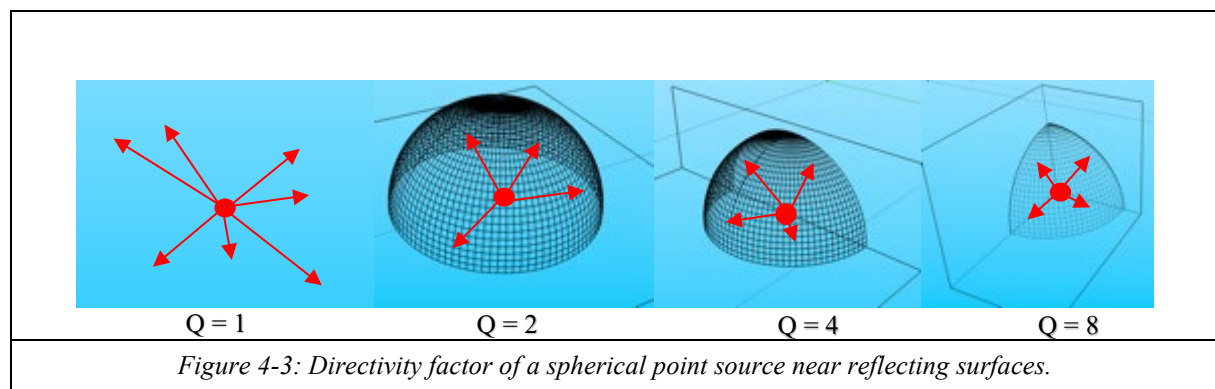 Q = 1 Q = 2 Q = 4 Q = 8
Figure 4-3: Directivity factor of a spherical point source near reflecting surfaces.